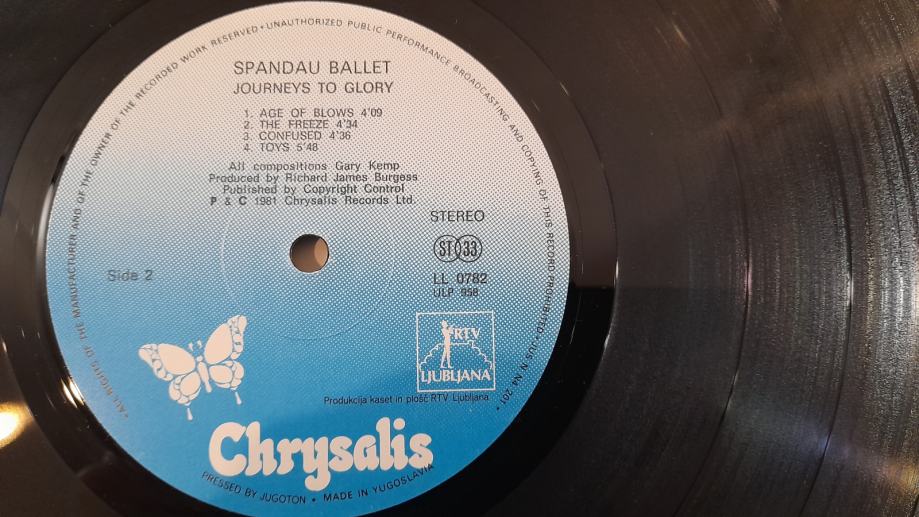 ALL RIGHTS OF THE MANUFACTURER AND OF THE OWNER OF THE RECORDED WORK RESERVED • UNAUTHORIZED PUBLIC PERFORMANCE BROADCASTING AND COPYING OF THIS RECORD PROHIBITED • JUS N N4 201 •
SPANDAU BALLET
JOURNEYS TO GLORY
1. AGE OF BLOWS 4'09
2. THE FREEZE 4'34
3. CONFUSED 4'36
4. TOYS 5'48
All compositions Gary Kemp
Produced by Richard James Burgess
Published by Copyright Control
P & C 1981 Chrysalis Records Ltd.
STEREO
ST 33
Side 2
LL 0782
ULP 958
RTV
LJUBLJANA
Produkcija kaset in plošč RTV Ljubljana
Chrysalis
PRESSED BY JUGOTON • MADE IN YUGOSLAVIA